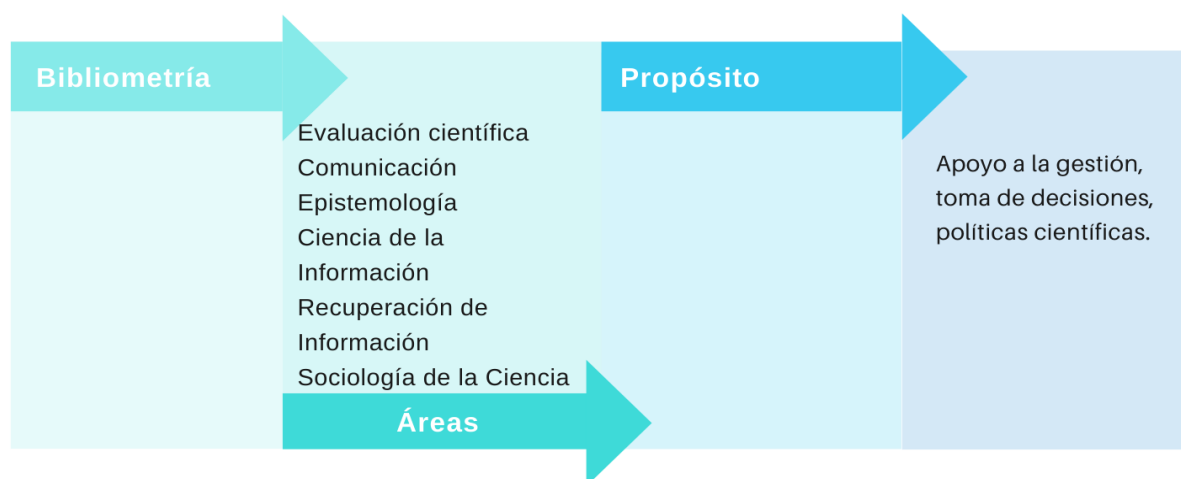 Bibliometría
Evaluación científica
Comunicación
Epistemología
Ciencia de la
Información
Recuperación de
Información
Sociología de la Ciencia
Áreas
Propósito
Apoyo a la gestión,
toma de decisiones,
políticas científicas.